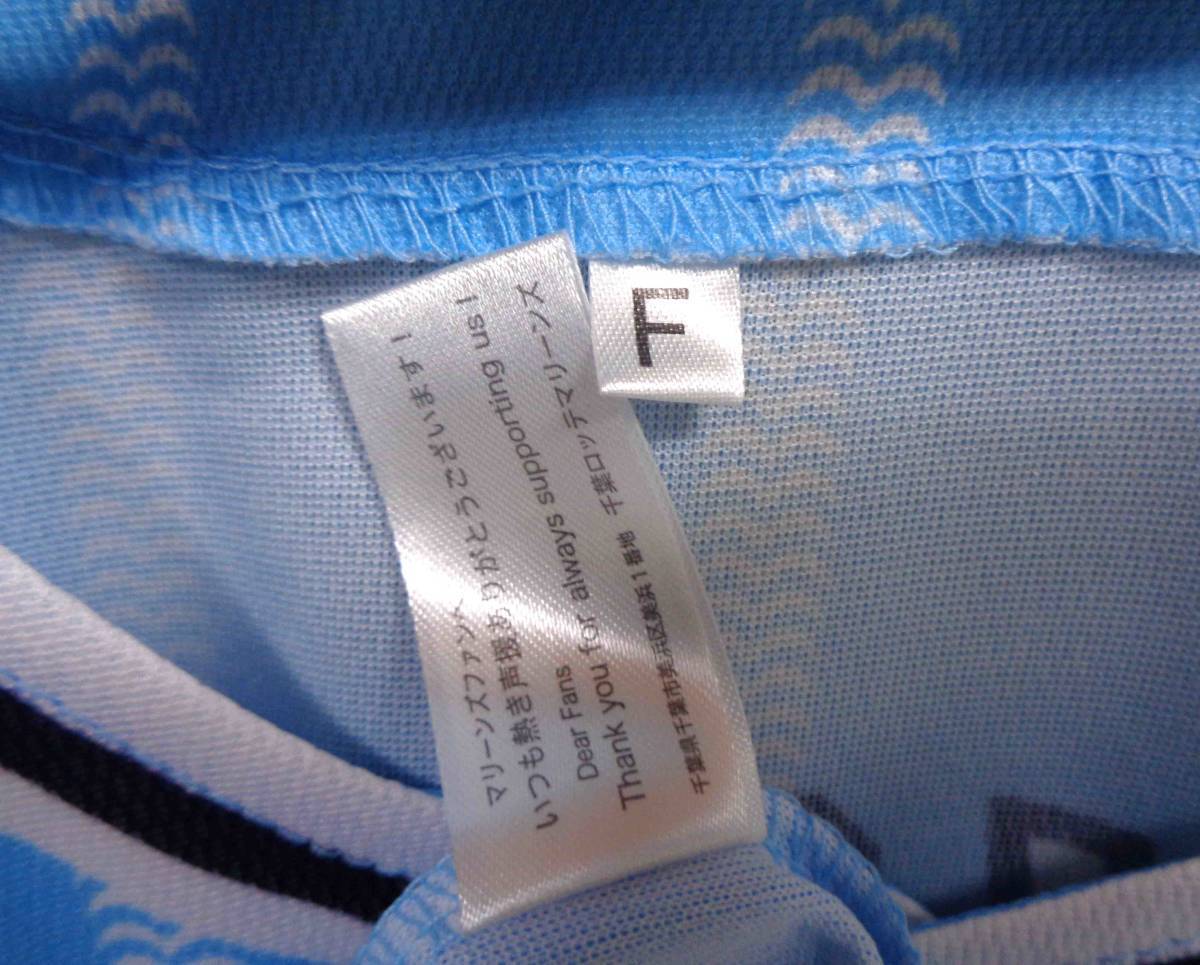 マリーンズファンへ
いつも熱き声援ありがとうございます！
Dear Fans
Thank you for always supporting us !
千葉県千葉市美浜区美浜１番地　千葉ロッテマリーンズ
F